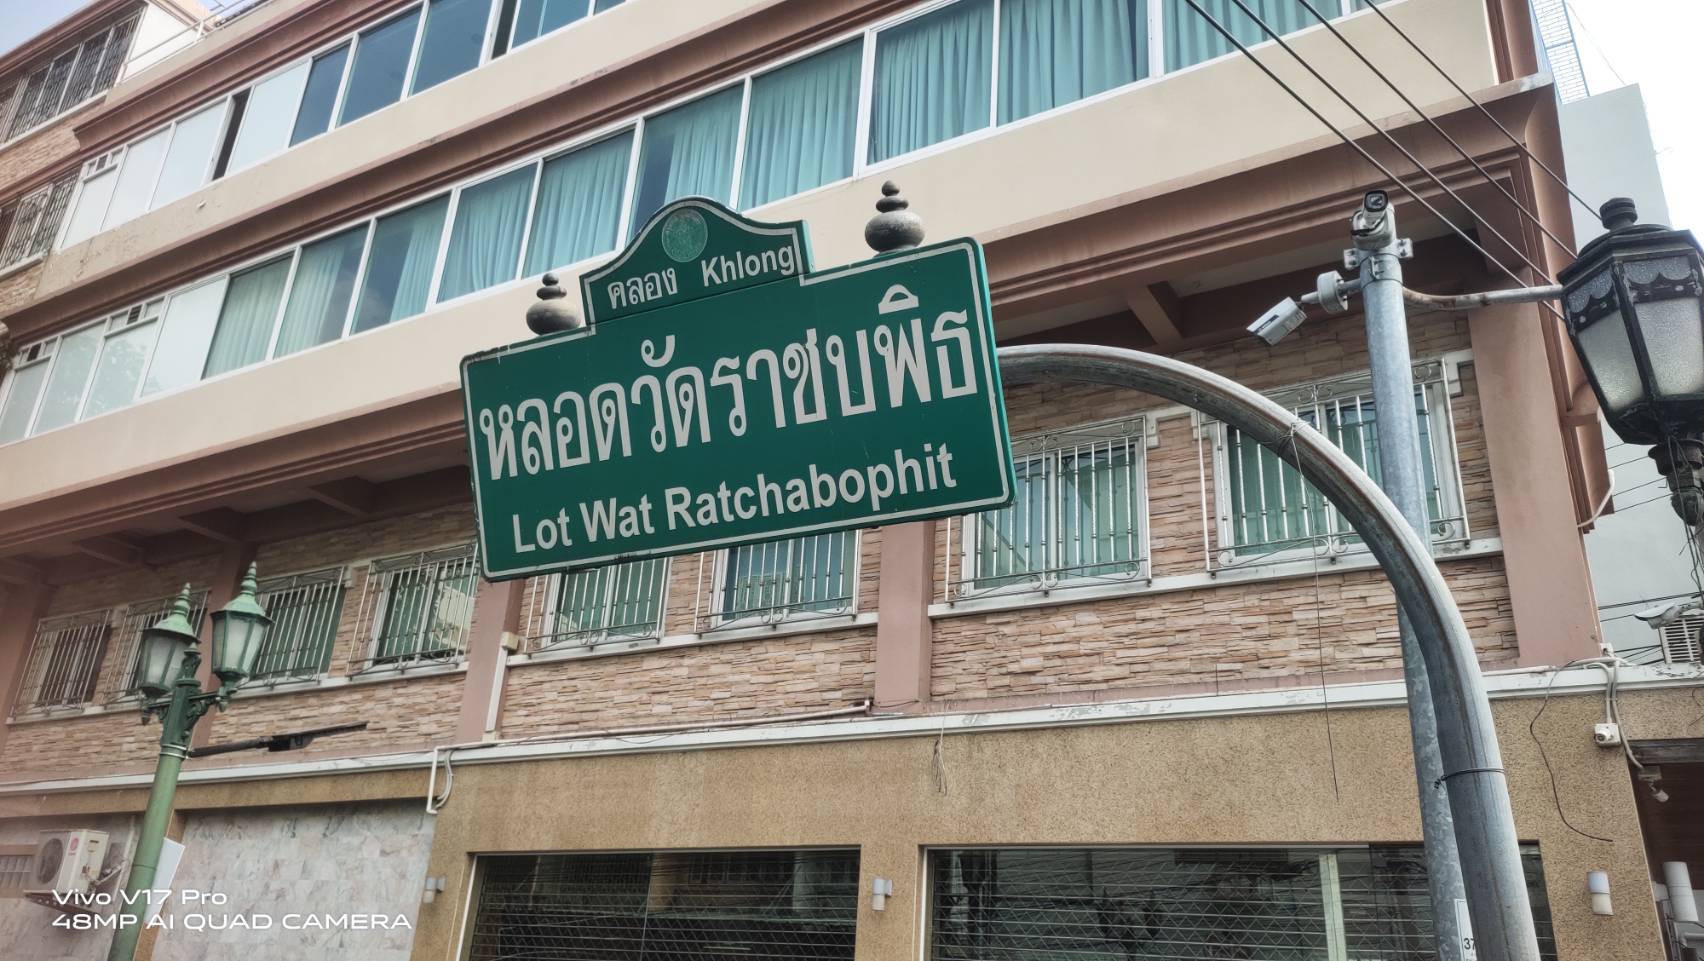 คลอง Khlong
หลอดวัดราชบพิธ
Lot Wat Ratchabophit
Vivo V17 Pro
48MP AI QUAD CAMERA
37